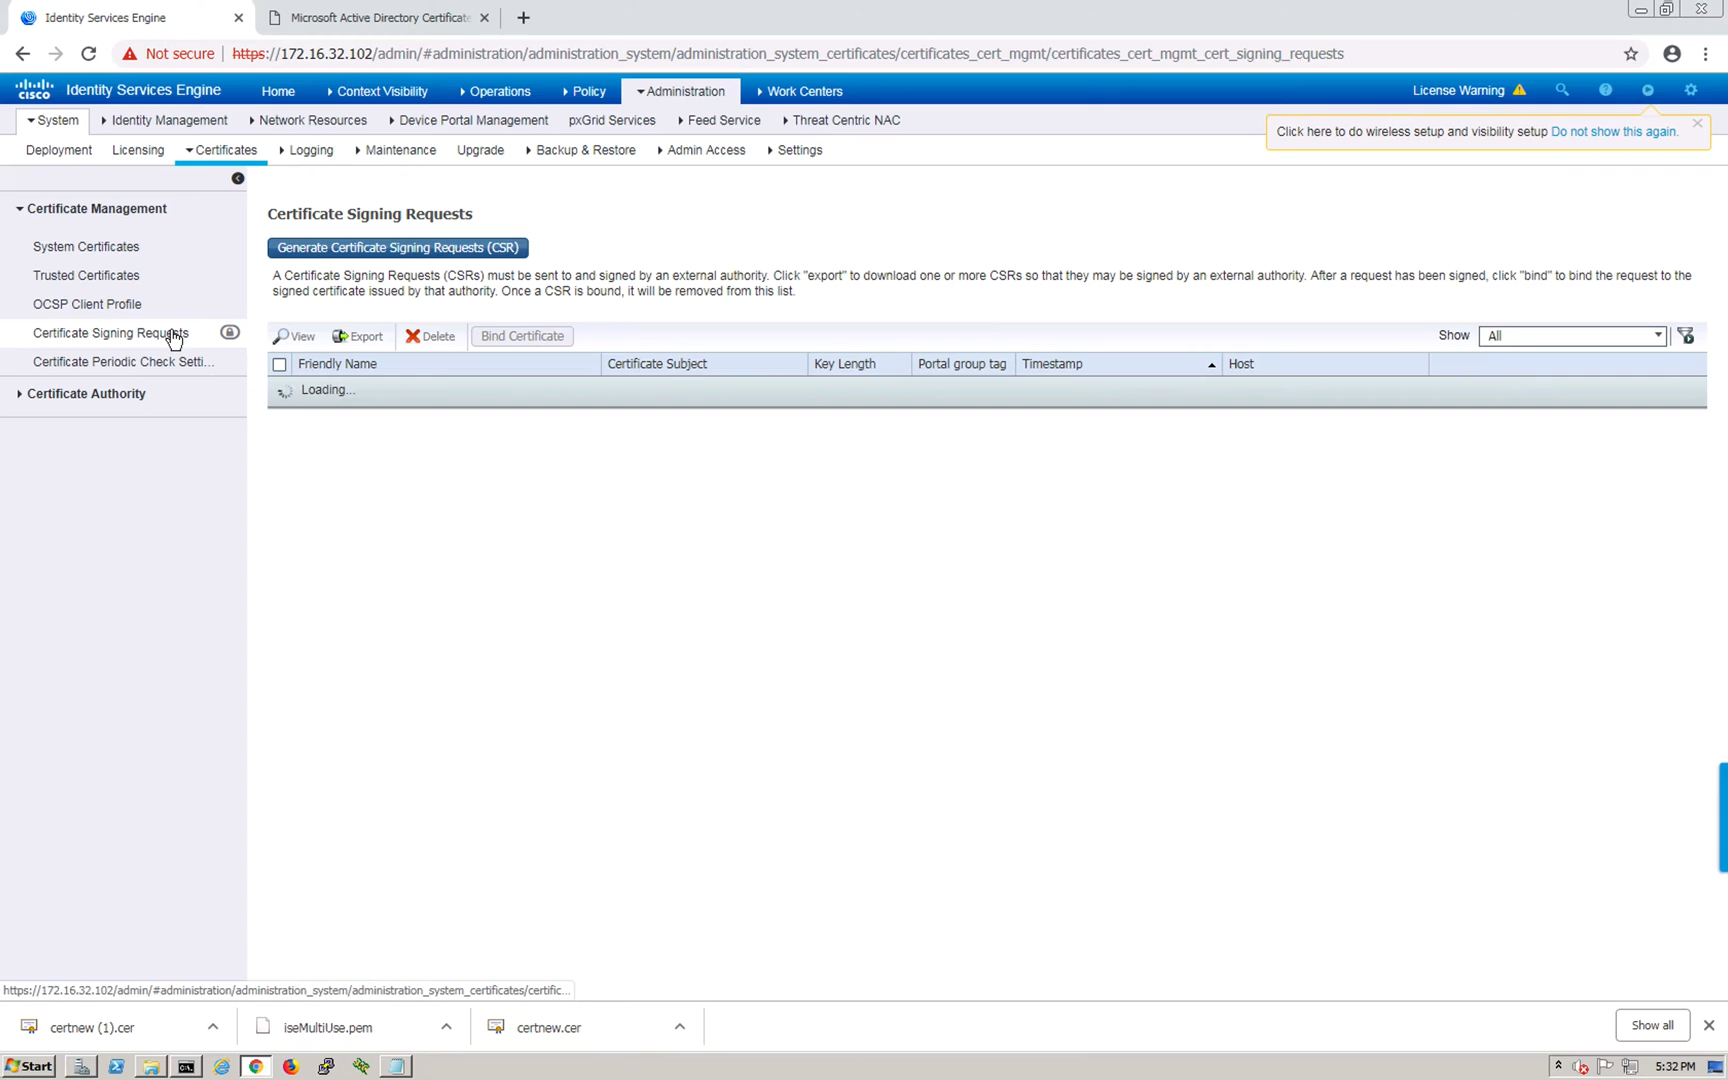 Identity Services Engine
Microsoft Active Directory Certificate
Not secure https://172.16.32.102/admin/#administration/administration_system/administration_system_certificates/certificates_cert_mgmt/certificates_cert_mgmt_cert_signing_requests
CISCO Identity Services Engine Home Context Visibility Operations Policy Administration Work Centers License Warning
System Identity Management Network Resources Device Portal Management pxGrid Services Feed Service Threat Centric NAC
Click here to do wireless setup and visibility setup Do not show this again.
Deployment Licensing Certificates Logging Maintenance Upgrade Backup & Restore Admin Access Settings
Certificate Management
System Certificates
Trusted Certificates
OCSP Client Profile
Certificate Signing Requests
Certificate Periodic Check Setti...
Certificate Authority
Certificate Signing Requests
Generate Certificate Signing Requests (CSR)
A Certificate Signing Requests (CSRs) must be sent to and signed by an external authority. Click "export" to download one or more CSRs so that they may be signed by an external authority. After a request has been signed, click "bind" to bind the request to the
signed certificate issued by that authority. Once a CSR is bound, it will be removed from this list.
View Export Delete Bind Certificate Show All
Friendly Name Certificate Subject Key Length Portal group tag Timestamp Host
Loading...
https://172.16.32.102/admin/#administration/administration_system/administration_system_certificates/certific...
certnew (1).cer iseMultiUse.pem certnew.cer Show all
Start 5:32 PM